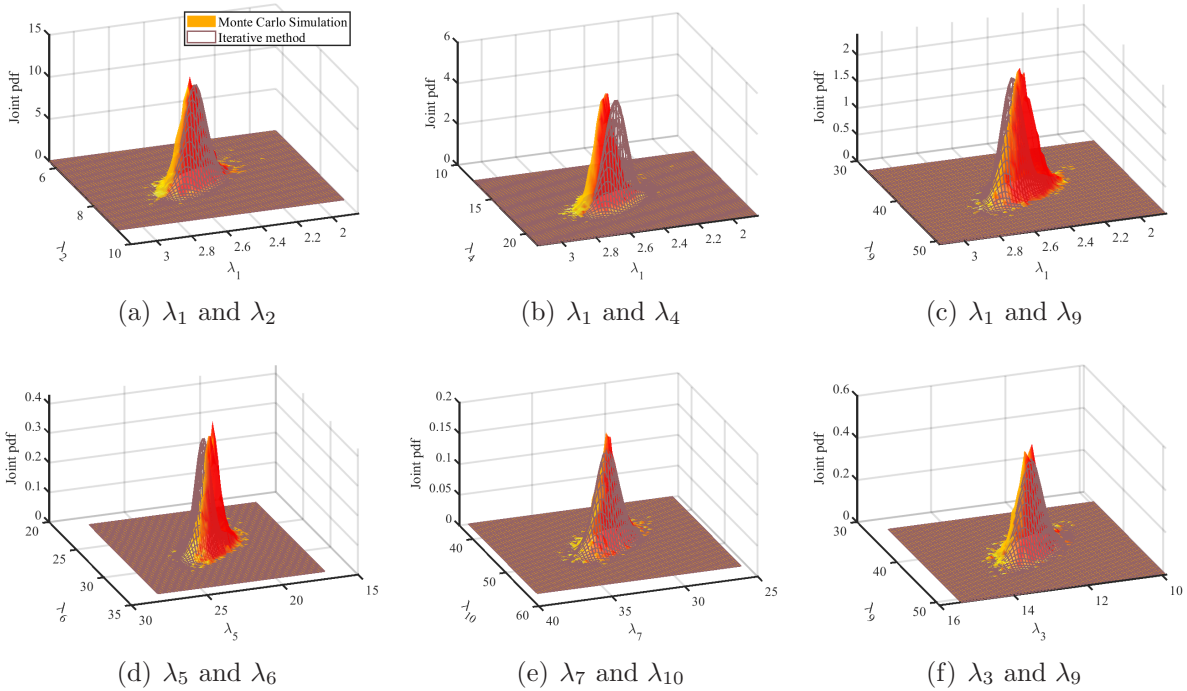 Monte Carlo Simulation
Iterative method
Joint pdf
15
10
5
0
6
8
10
λ2
3
2.8
2.6
2.4
2.2
2
λ1
(a) λ1 and λ2
Joint pdf
6
4
2
0
10
15
20
λ4
3
2.8
2.6
2.4
2.2
2
λ1
(b) λ1 and λ4
Joint pdf
2
1.5
1
0.5
0
30
40
50
λ9
3
2.8
2.6
2.4
2.2
2
λ1
(c) λ1 and λ9
Joint pdf
0.4
0.3
0.2
0.1
0
20
25
30
35
λ6
30
25
20
15
λ5
(d) λ5 and λ6
Joint pdf
0.2
0.15
0.1
0.05
0
40
50
60
λ10
40
35
30
25
λ7
(e) λ7 and λ10
Joint pdf
0.6
0.4
0.2
0
30
40
50
λ9
16
14
12
10
λ3
(f) λ3 and λ9